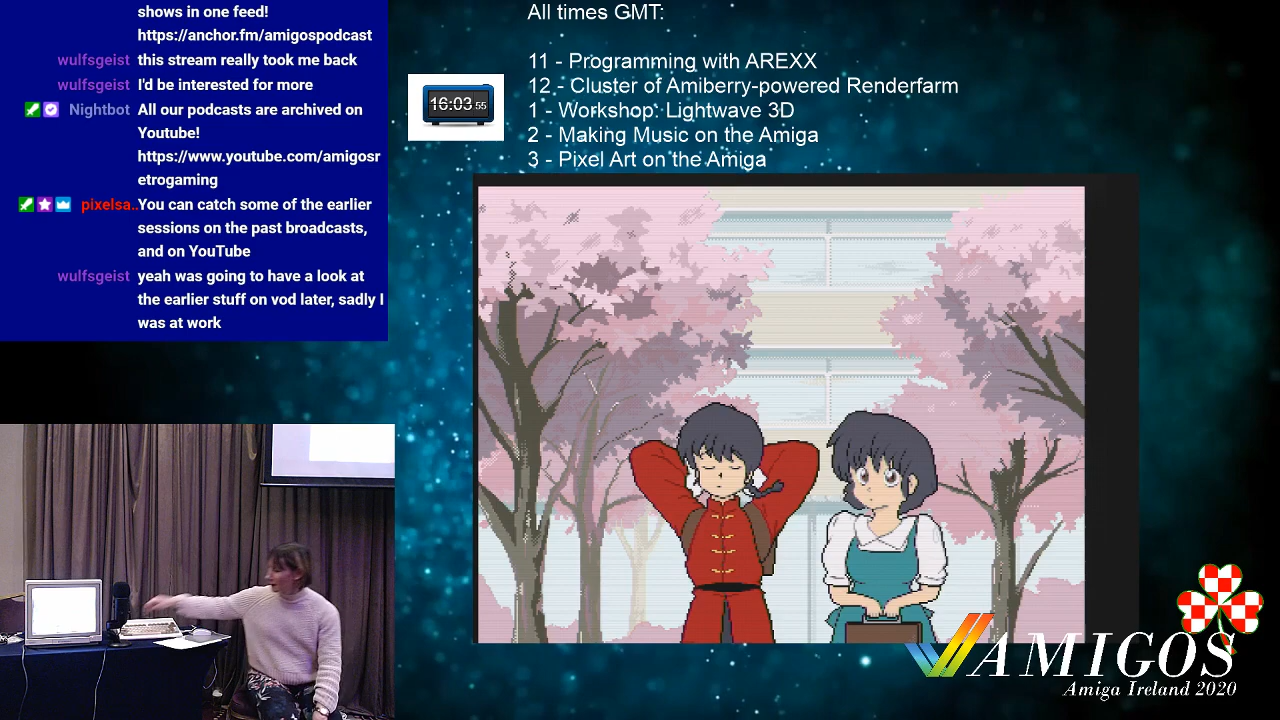 shows in one feed!
https://anchor.fm/amigospodcast
wulfsgeist this stream really took me back
wulfsgeist I'd be interested for more
Nightbot All our podcasts are archived on
Youtube!
https://www.youtube.com/amigosr
etrogaming
pixelsa.. You can catch some of the earlier
sessions on the past broadcasts,
and on YouTube
wulfsgeist yeah was going to have a look at
the earlier stuff on vod later, sadly I
was at work
All times GMT:
11 - Programming with AREXX
12 - Cluster of Amiberry-powered Renderfarm
1 - Workshop: Lightwave 3D
2 - Making Music on the Amiga
3 - Pixel Art on the Amiga
16:03 55
AMIGOS
Amiga Ireland 2020